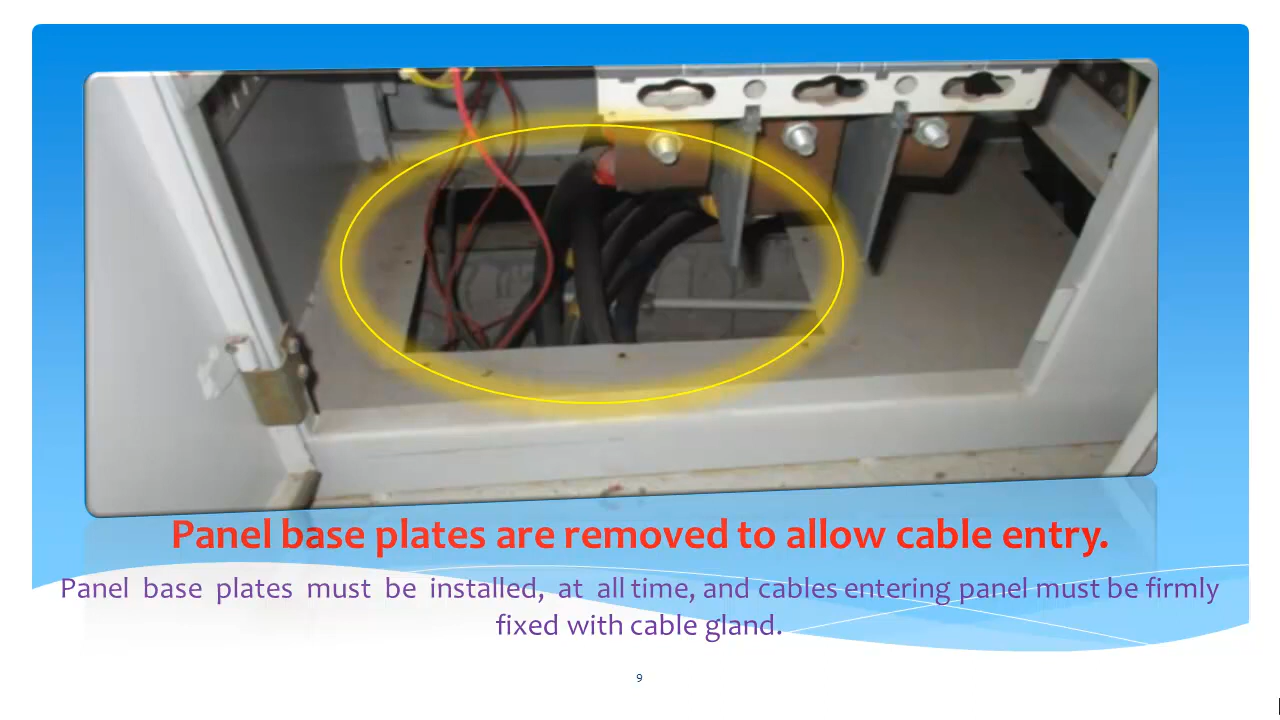 Panel base plates are removed to allow cable entry.
Panel base plates must be installed, at all time, and cables entering panel must be firmly
fixed with cable gland.
9